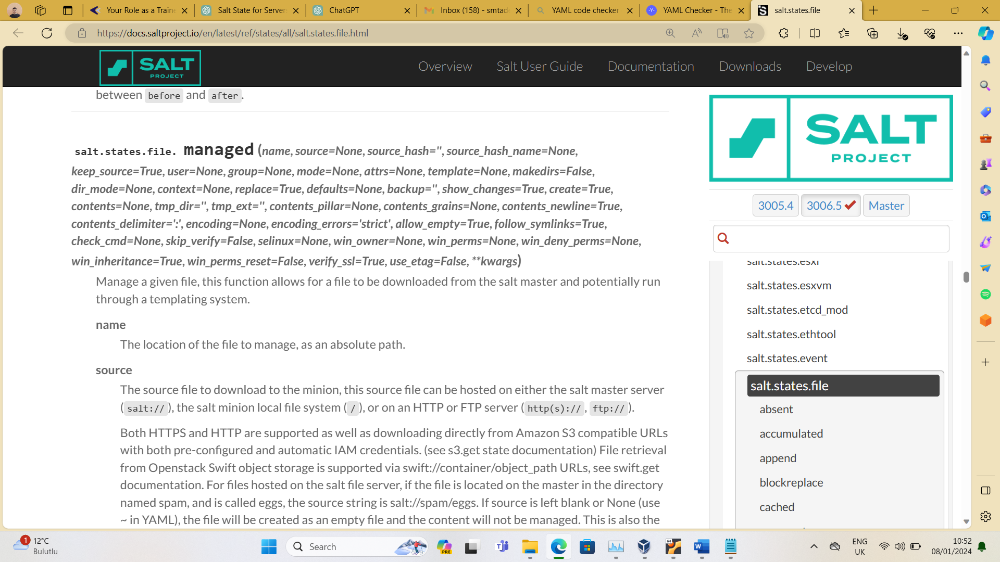 Your Role as a Traine
Salt State for Server
ChatGPT
Inbox (158) - smtad
YAML code checker
YAML Checker - The
salt.states.file
https://docs.saltproject.io/en/latest/ref/states/all/salt.states.file.html
SALT
PROJECT
Overview
Salt User Guide
Documentation
Downloads
Develop
between before and after.
salt.states.file. managed (name, source=None, source_hash='', source_hash_name=None,
keep_source=True, user=None, group=None, mode=None, attrs=None, template=None, makedirs=False,
dir_mode=None, context=None, replace=True, defaults=None, backup='', show_changes=True, create=True,
contents=None, tmp_dir='', tmp_ext='', contents_pillar=None, contents_grains=None, contents_newline=True,
contents_delimiter=':', encoding=None, encoding_errors='strict', allow_empty=True, follow_symlinks=True,
check_cmd=None, skip_verify=False, selinux=None, win_owner=None, win_perms=None, win_deny_perms=None,
win_inheritance=True, win_perms_reset=False, verify_ssl=True, use_etag=False, **kwargs)
Manage a given file, this function allows for a file to be downloaded from the salt master and potentially run
through a templating system.
name
The location of the file to manage, as an absolute path.
source
The source file to download to the minion, this source file can be hosted on either the salt master server
(salt://), the salt minion local file system (/), or on an HTTP or FTP server (http(s)://, ftp://).
Both HTTPS and HTTP are supported as well as downloading directly from Amazon S3 compatible URLs
with both pre-configured and automatic IAM credentials. (see s3.get state documentation) File retrieval
from Openstack Swift object storage is supported via swift://container/object_path URLs, see swift.get
documentation. For files hosted on the salt file server, if the file is located on the master in the directory
named spam, and is called eggs, the source string is salt://spam/eggs. If source is left blank or None (use
~ in YAML), the file will be created as an empty file and the content will not be managed. This is also the
SALT
PROJECT
3005.4
3006.5
Master
salt.states.esxi
salt.states.esxvm
salt.states.etcd_mod
salt.states.ethtool
salt.states.event
salt.states.file
absent
accumulated
append
blockreplace
cached
1
12°C
Bulutlu
Search
PRE
64
ENG
UK
10:52
08/01/2024